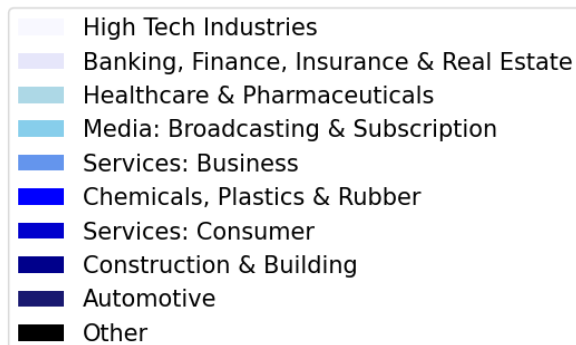 High Tech Industries
Banking, Finance, Insurance & Real Estate
Healthcare & Pharmaceuticals
Media: Broadcasting & Subscription
Services: Business
Chemicals, Plastics & Rubber
Services: Consumer
Construction & Building
Automotive
Other